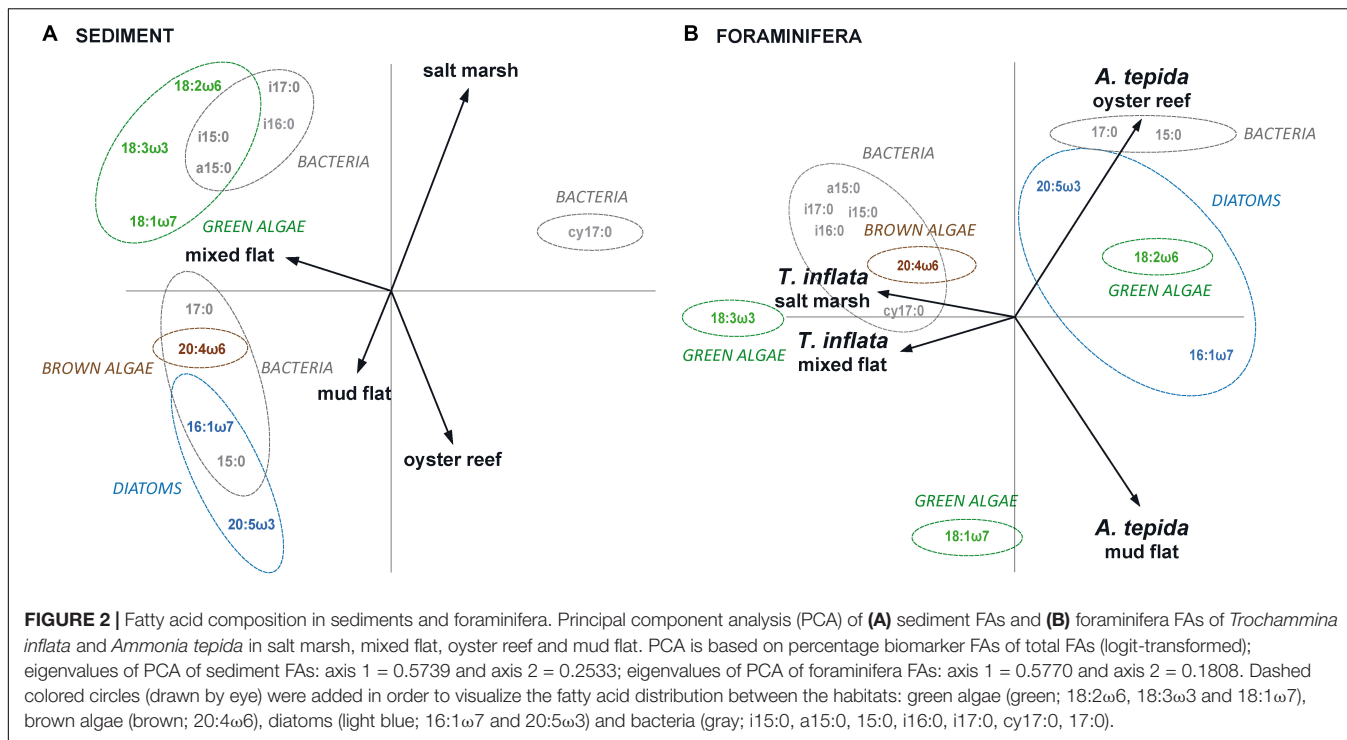 A SEDIMENT
salt marsh
18:2ω6
i17:0
i16:0
i15:0
18:3ω3
a15:0
BACTERIA
18:1ω7
GREEN ALGAE
mixed flat
BACTERIA
cy17:0
17:0
20:4ω6
BROWN ALGAE
BACTERIA
mud flat
16:1ω7
15:0
oyster reef
DIATOMS
20:5ω3
B FORAMINIFERA
A. tepida
oyster reef
17:0 15:0
BACTERIA
BACTERIA
a15:0
i17:0 i15:0
i16:0
BROWN ALGAE
20:4ω6
20:5ω3
DIATOMS
18:2ω6
GREEN ALGAE
T. inflata
salt marsh
cy17:0
18:3ω3
GREEN ALGAE
T. inflata
mixed flat
16:1ω7
GREEN ALGAE
18:1ω7
A. tepida
mud flat
FIGURE 2 | Fatty acid composition in sediments and foraminifera. Principal component analysis (PCA) of (A) sediment FAs and (B) foraminifera FAs of Trochammina
inflata and Ammonia tepida in salt marsh, mixed flat, oyster reef and mud flat. PCA is based on percentage biomarker FAs of total FAs (logit-transformed);
eigenvalues of PCA of sediment FAs: axis 1 = 0.5739 and axis 2 = 0.2533; eigenvalues of PCA of foraminifera FAs: axis 1 = 0.5770 and axis 2 = 0.1808. Dashed
colored circles (drawn by eye) were added in order to visualize the fatty acid distribution between the habitats: green algae (green; 18:2ω6, 18:3ω3 and 18:1ω7),
brown algae (brown; 20:4ω6), diatoms (light blue; 16:1ω7 and 20:5ω3) and bacteria (gray; i15:0, a15:0, 15:0, i16:0, i17:0, cy17:0, 17:0).